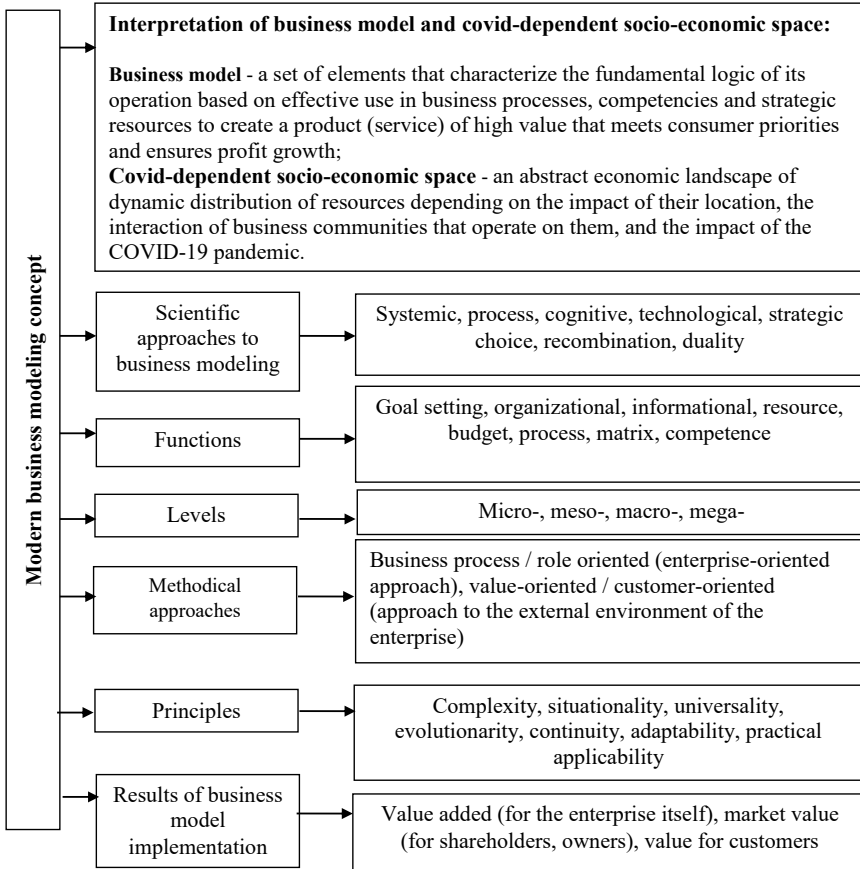 Modern business modeling concept
Interpretation of business model and covid-dependent socio-economic space:
Business model - a set of elements that characterize the fundamental logic of its
operation based on effective use in business processes, competencies and strategic
resources to create a product (service) of high value that meets consumer priorities
and ensures profit growth;
Covid-dependent socio-economic space - an abstract economic landscape of
dynamic distribution of resources depending on the impact of their location, the
interaction of business communities that operate on them, and the impact of the
COVID-19 pandemic.
Scientific
approaches to
business modeling
Systemic, process, cognitive, technological, strategic
choice, recombination, duality
Functions
Goal setting, organizational, informational, resource,
budget, process, matrix, competence
Levels
Micro-, meso-, macro-, mega-
Methodical
approaches
Business process / role oriented (enterprise-oriented
approach), value-oriented / customer-oriented
(approach to the external environment of the
enterprise)
Principles
Complexity, situationality, universality,
evolutionarity, continuity, adaptability, practical
applicability
Results of business
model
implementation
Value added (for the enterprise itself), market value
(for shareholders, owners), value for customers